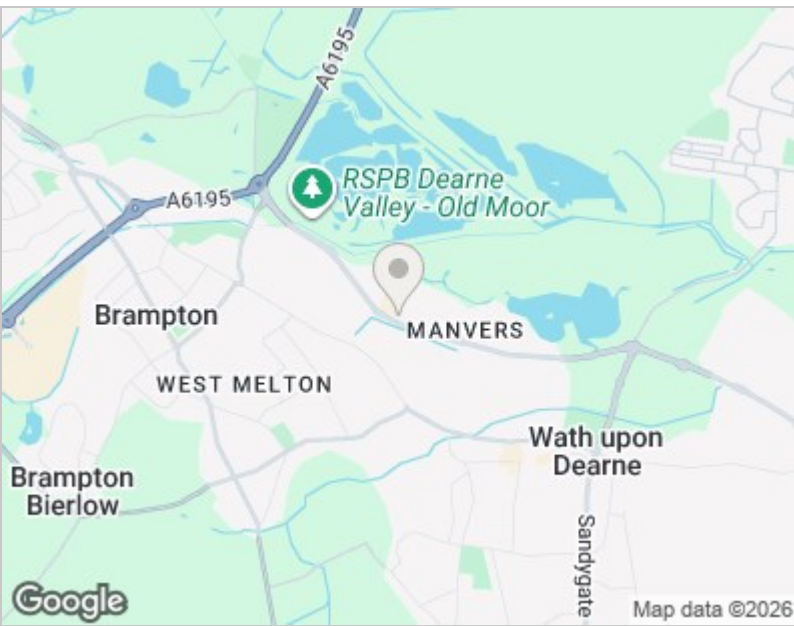 A6195
RSPB Dearne
Valley - Old Moor
A6195
Brampton
MANVERS
WEST MELTON
Wath upon
Dearne
Brampton
Bierlow
Sandygate
Google
Map data ©2026